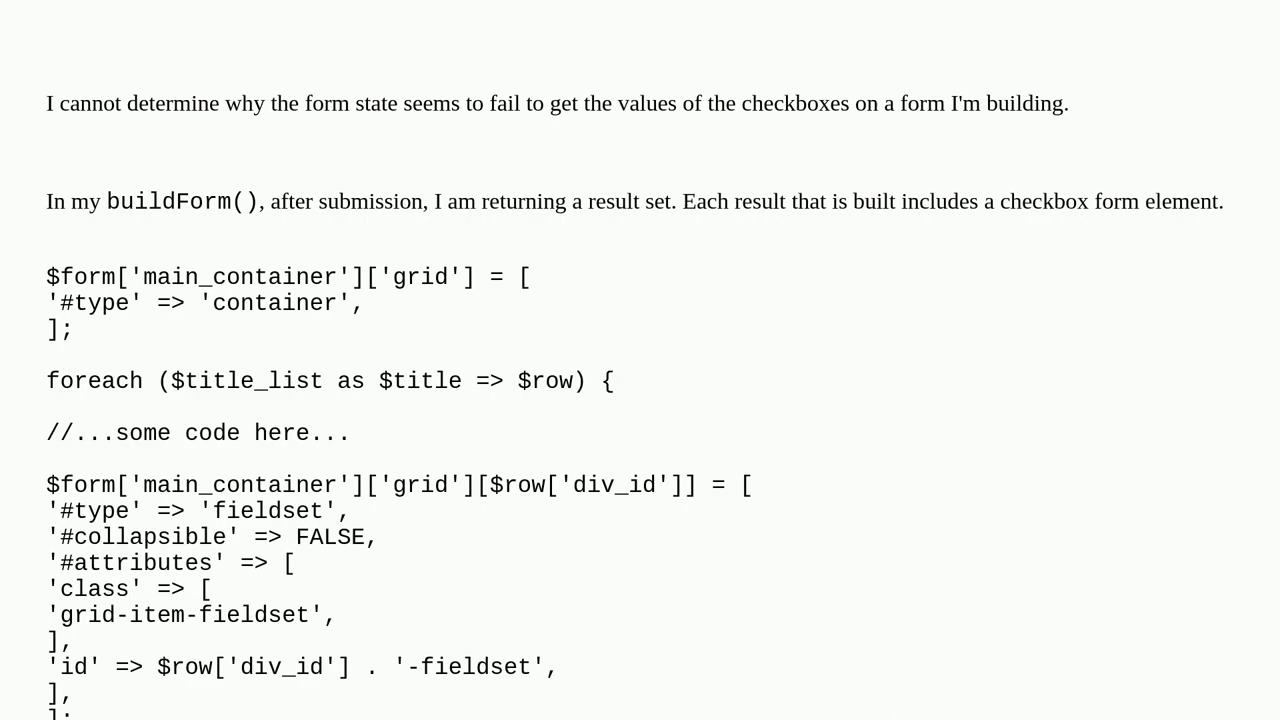 I cannot determine why the form state seems to fail to get the values of the checkboxes on a form I'm building.
In my buildForm(), after submission, I am returning a result set. Each result that is built includes a checkbox form element.
$form['main_container']['grid'] = [
'#type' => 'container',
];
foreach ($title_list as $title => $row) {
//...some code here...
$form['main_container']['grid'][$row['div_id']] = [
'#type' => 'fieldset',
'#collapsible' => FALSE,
'#attributes' => [
'class' => [
'grid-item-fieldset',
],
'id' => $row['div_id'] . '-fieldset',
],
];